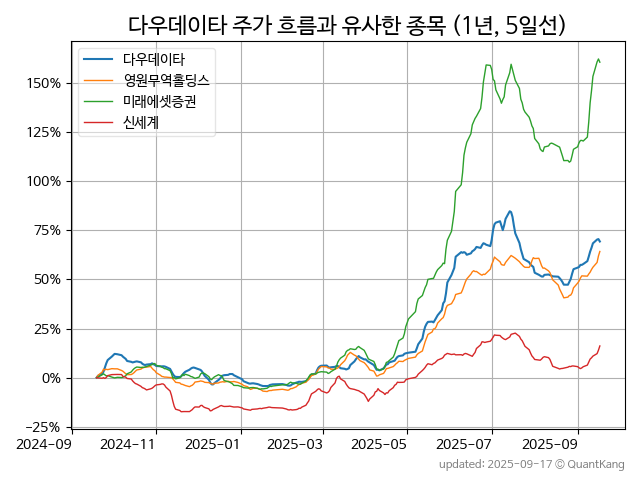 다우데이타 주가 흐름과 유사한 종목 (1년, 5일선)
다우데이타
영원무역홀딩스
미래에셋증권
신세계
150%
125%
100%
75%
50%
25%
0%
−25%
2024−09
2024−11
2025−01
2025−03
2025−05
2025−07
2025−09
updated: 2025−09−17 © QuantKang